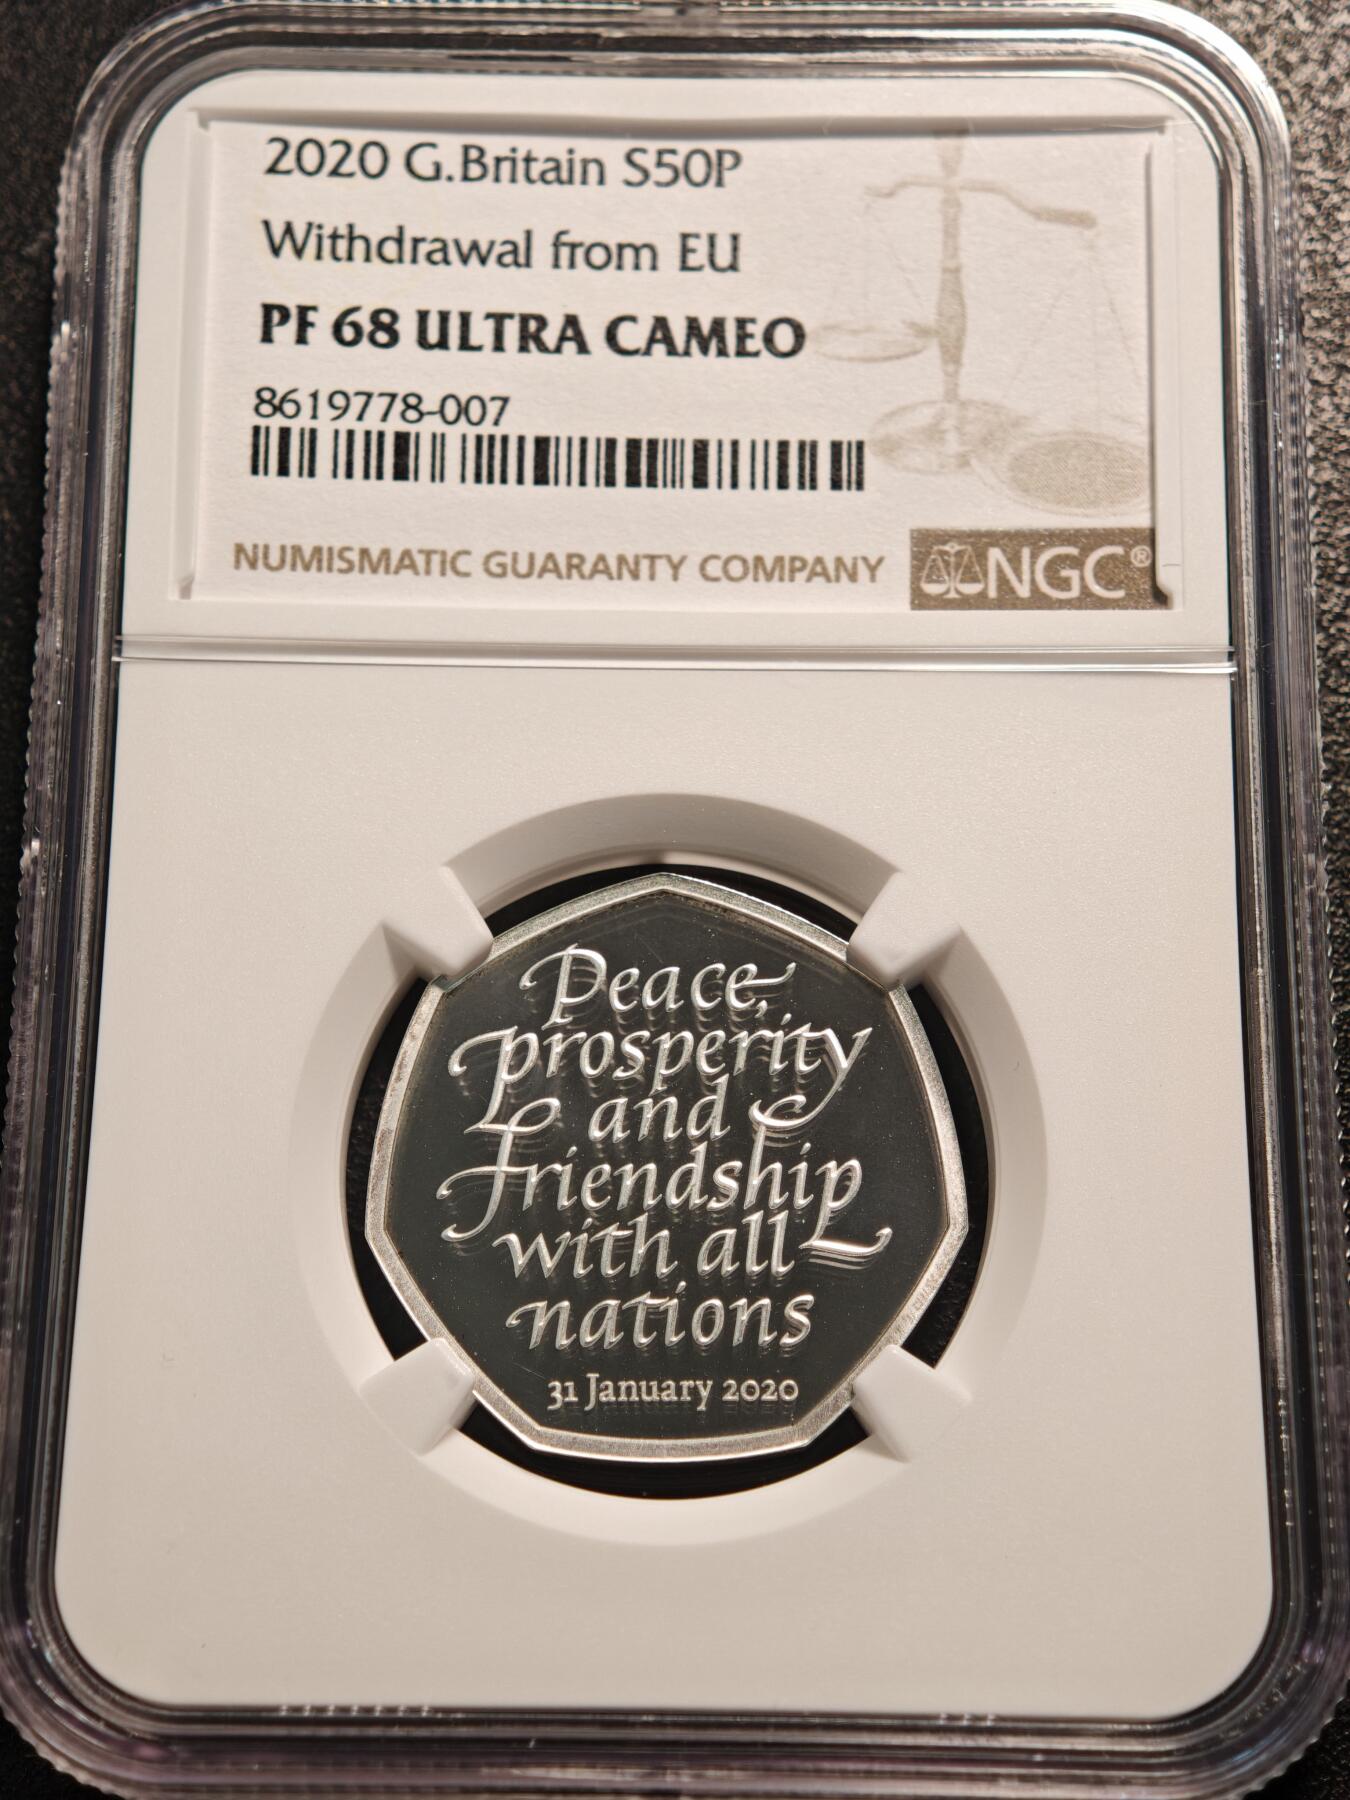 2020 G.Britain S50P
Withdrawal from EU
PF 68 ULTRA CAMEO
8619778-007
NUMISMATIC GUARANTY COMPANY NGC®
Peace,
prosperity
and
friendship
with all
nations
31 January 2020